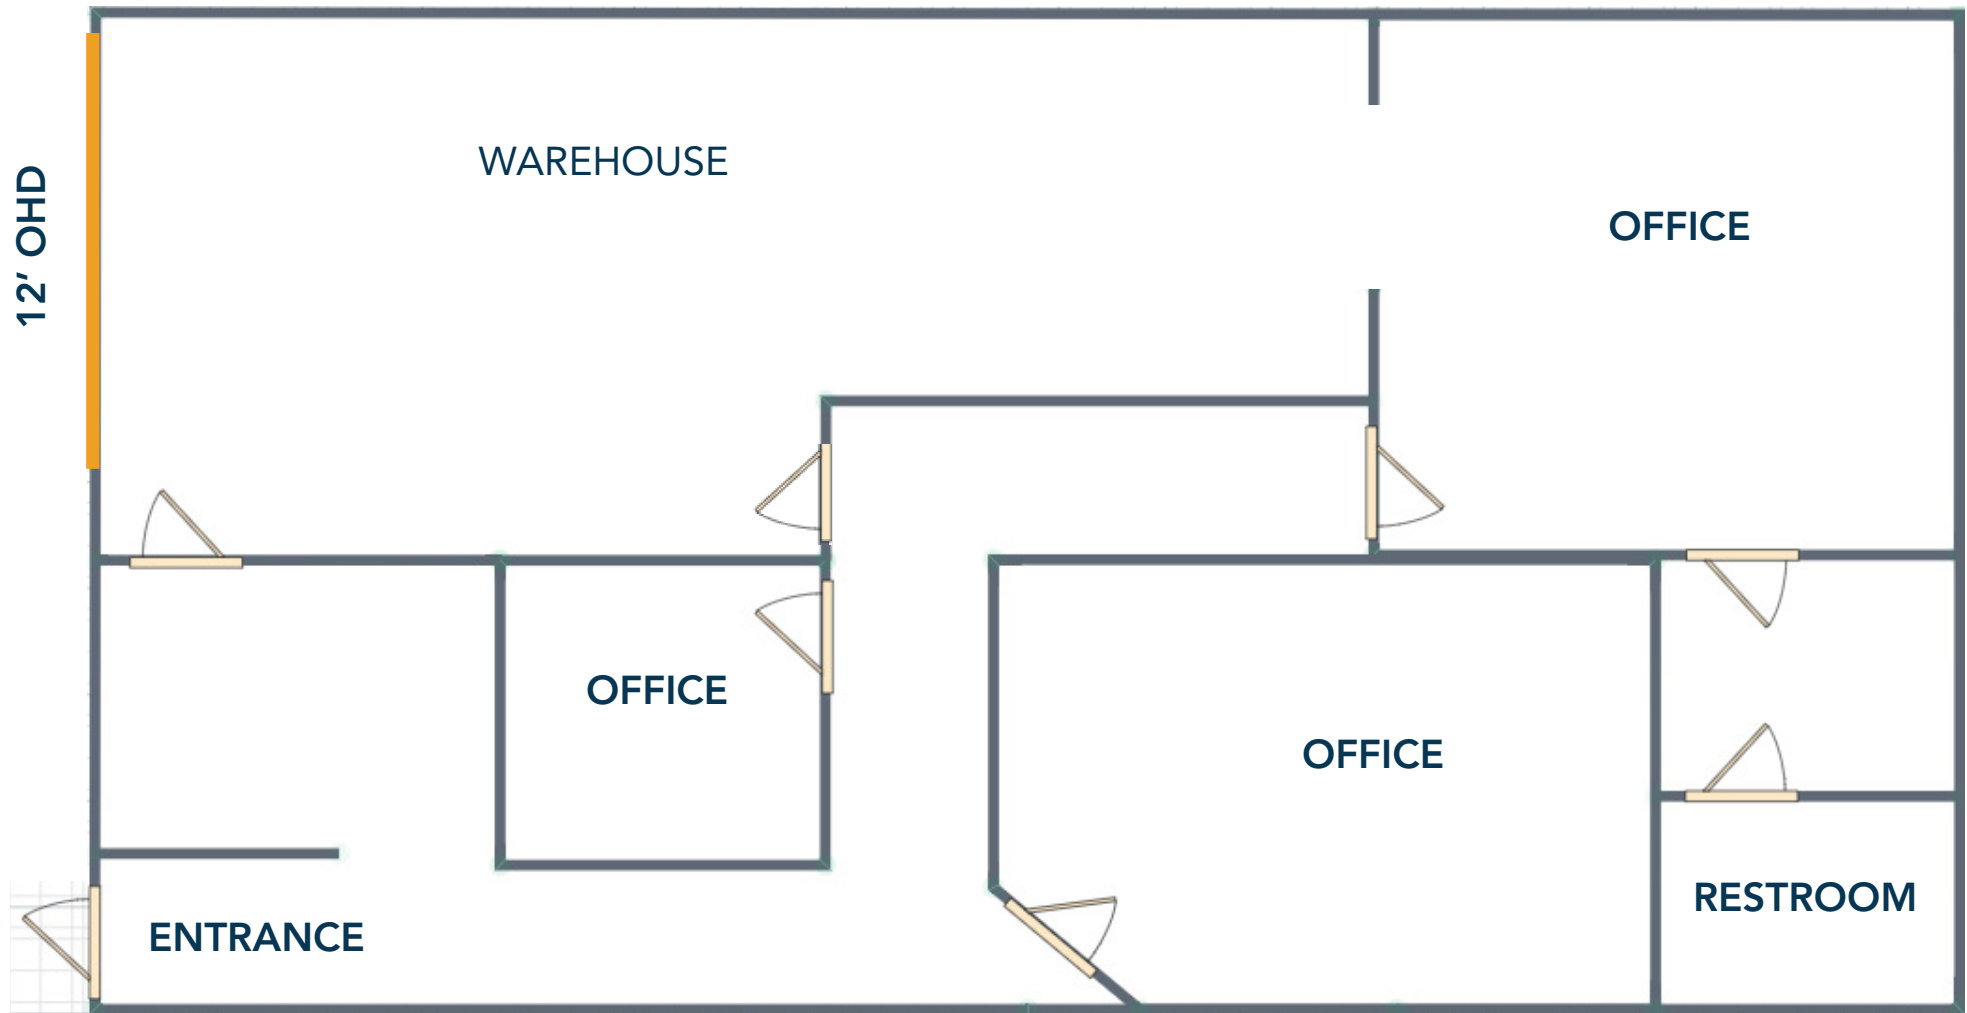 WAREHOUSE
12’ OHD
OFFICE
OFFICE
OFFICE
RESTROOM
ENTRANCE